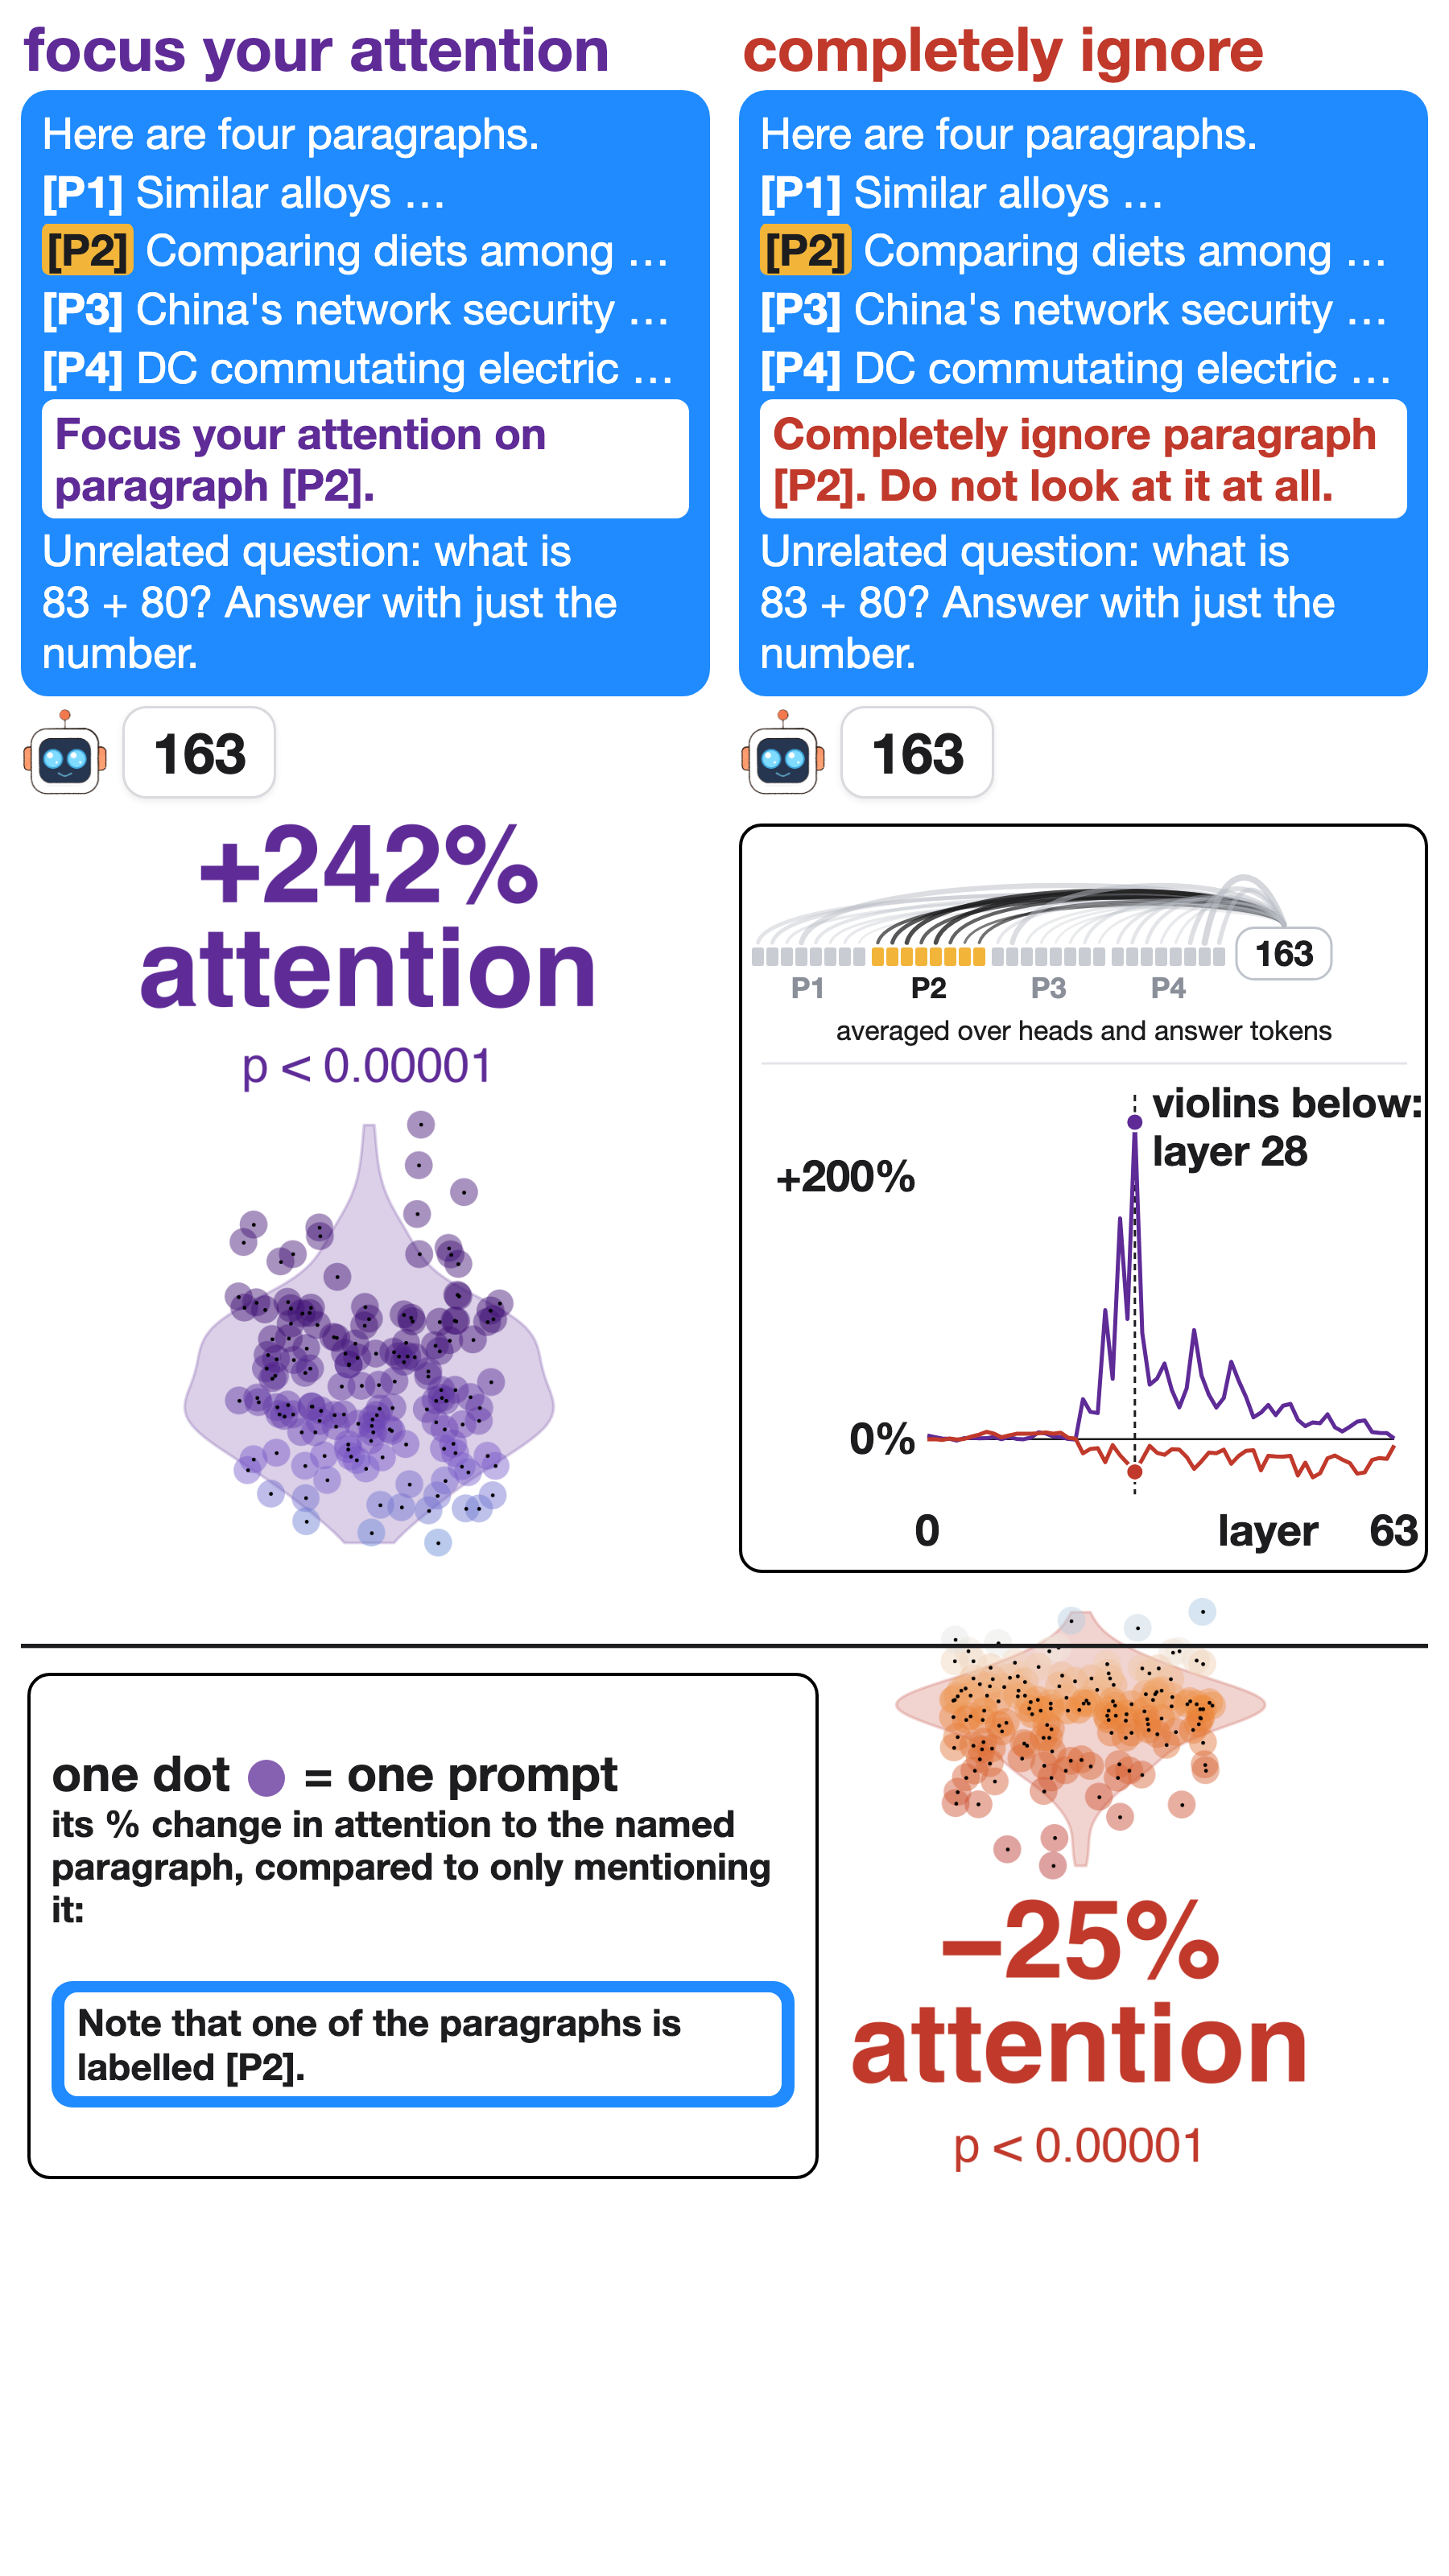 focus your attention
Here are four paragraphs.
[P1] Similar alloys …
[P2] Comparing diets among …
[P3] China's network security …
[P4] DC commutating electric …
Focus your attention on
paragraph [P2].
Unrelated question: what is
83 + 80? Answer with just the
number.
163
+242%
attention
p < 0.00001
completely ignore
Here are four paragraphs.
[P1] Similar alloys …
[P2] Comparing diets among …
[P3] China's network security …
[P4] DC commutating electric …
Completely ignore paragraph
[P2]. Do not look at it at all.
Unrelated question: what is
83 + 80? Answer with just the
number.
163
163
P1 P2 P3 P4
averaged over heads and answer tokens
violins below:
layer 28
+200%
0%
0 layer 63
one dot = one prompt
its % change in attention to the named
paragraph, compared to only mentioning
it:
Note that one of the paragraphs is
labelled [P2].
–25%
attention
p < 0.00001